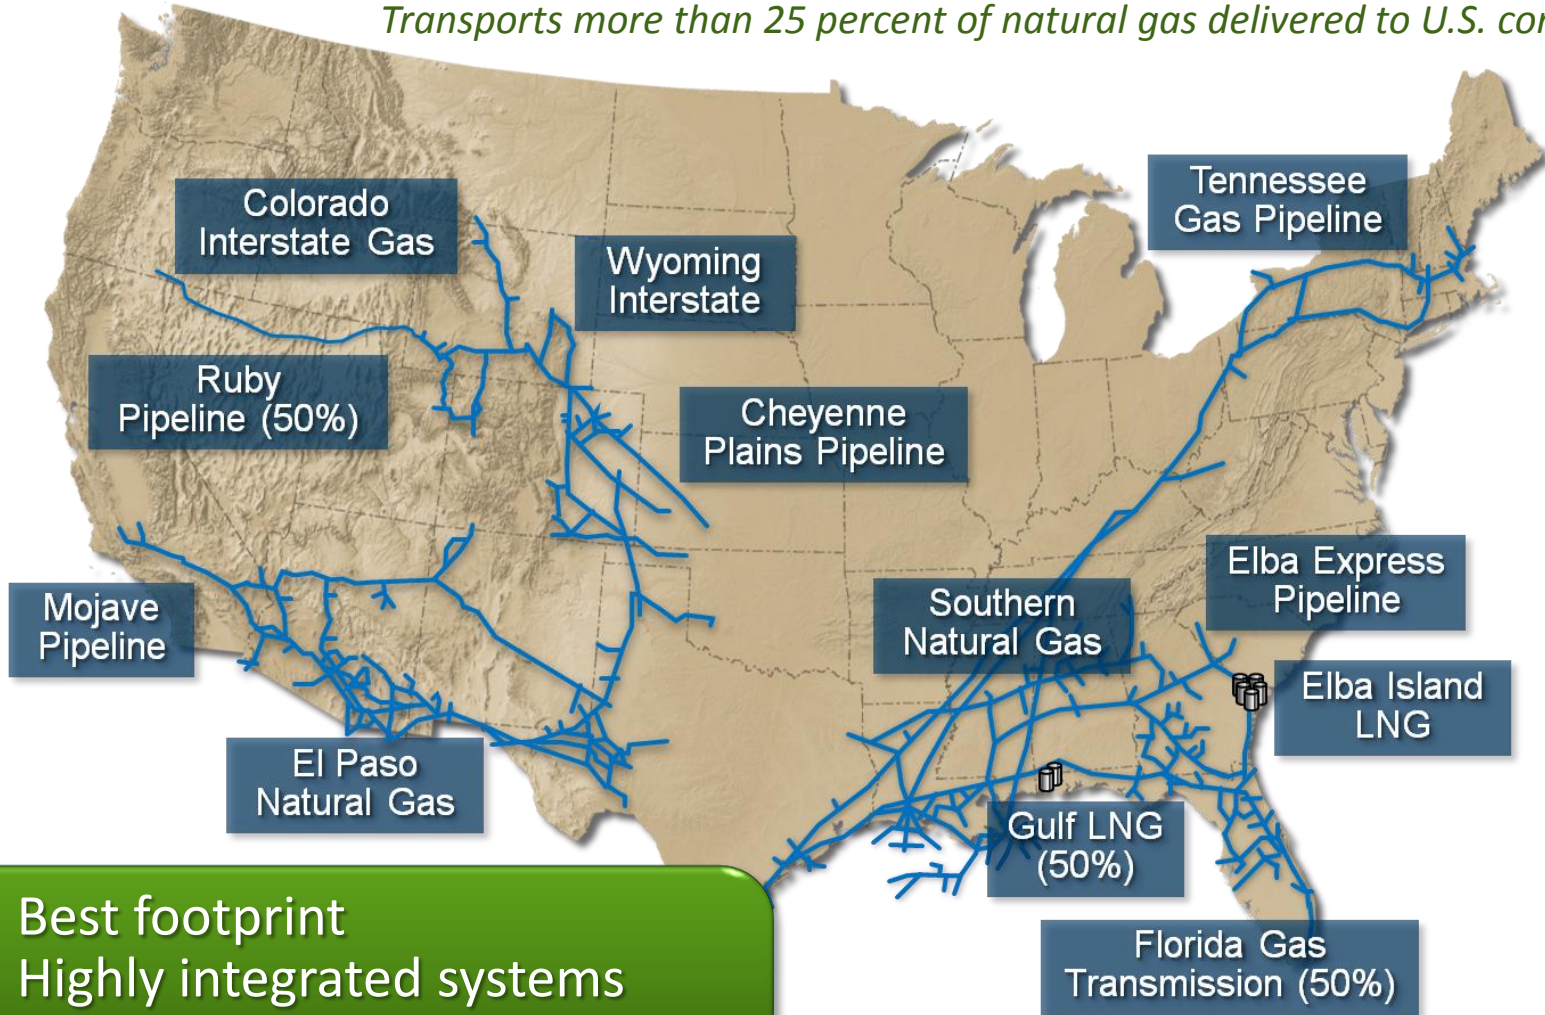 Transports more than 25 percent of natural gas delivered to U.S.
Tennessee
Gas Pipeline
Colorado
Interstate Gas
Wyoming
Interstate
Ruby
Pipeline (50%)
Cheyenne
Plains Pipeline
Elba Express
Pipeline
Mojave
Pipeline
Southern
Natural Gas
Elba Island
LNG
El Paso
Natural Gas
Gulf LNG
(50%)
Florida Gas
Transmission (50%)
Best footprint
Highly integrated systems